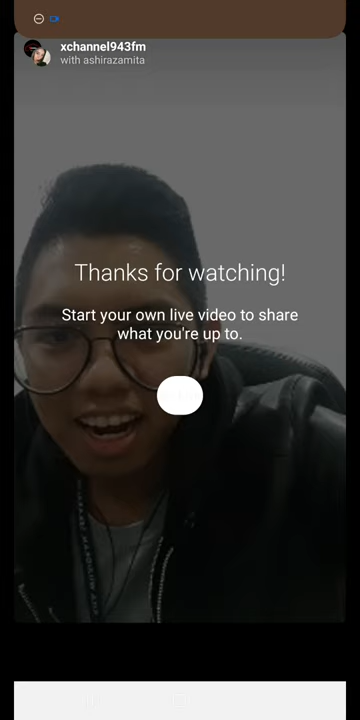 xchannel943fm
with ashirazamita
Thanks for watching!
Start your own live video to share
what you're up to.